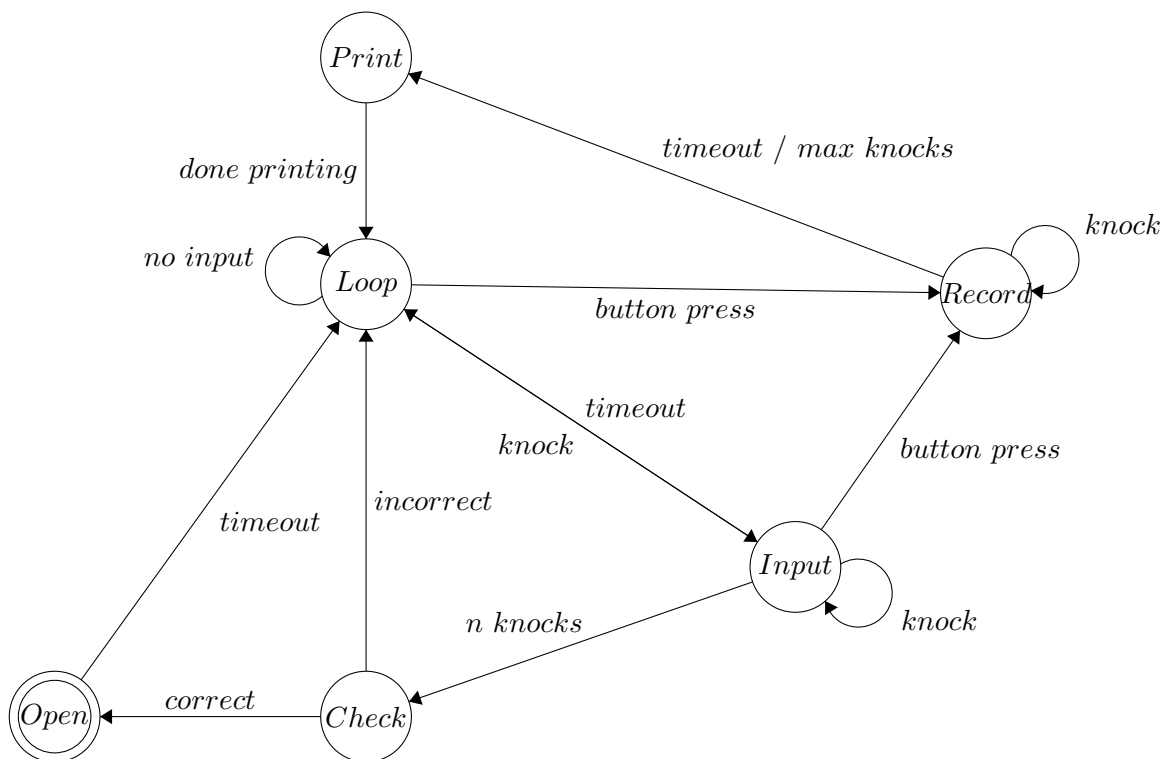 Print
timeout / max knocks
done printing
knock
no input
Loop
Record
button press
timeout
knock
button press
incorrect
timeout
Input
n knocks
knock
correct
Open
Check